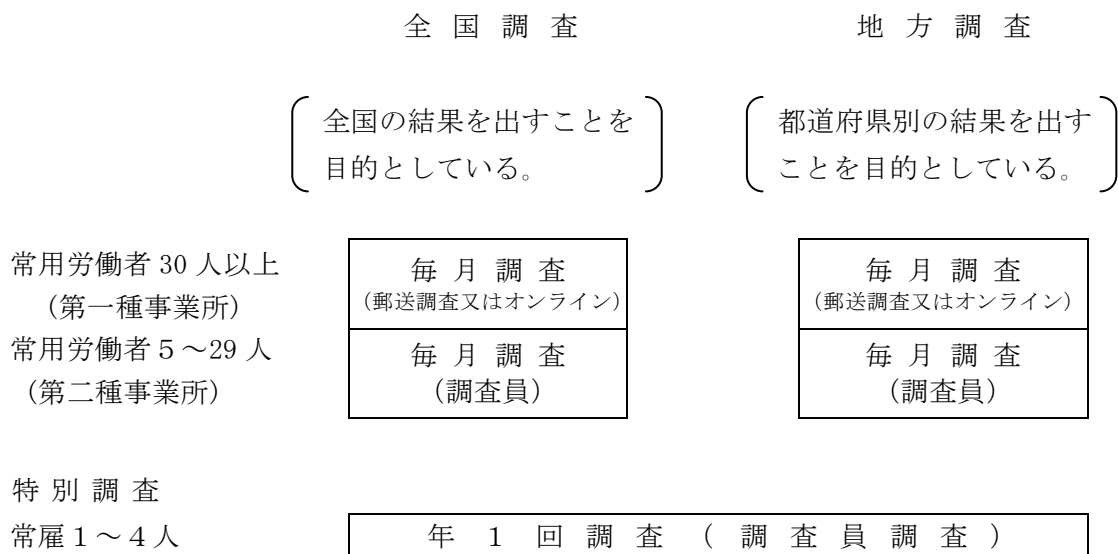 全 国 調 査
地 方 調 査
全国の結果を出すことを
目的としている。
都道府県別の結果を出す
ことを目的としている。
常用労働者 30 人以上
(第一種事業所)
毎 月 調 査
(郵送調査又はオンライン)
毎 月 調 査
(郵送調査又はオンライン)
常用労働者5~29 人
(第二種事業所)
毎 月 調 査
(調査員)
毎 月 調 査
(調査員)
特 別 調 査
常雇1~4人
年 1 回 調 査 ( 調 査 員 調 査 )